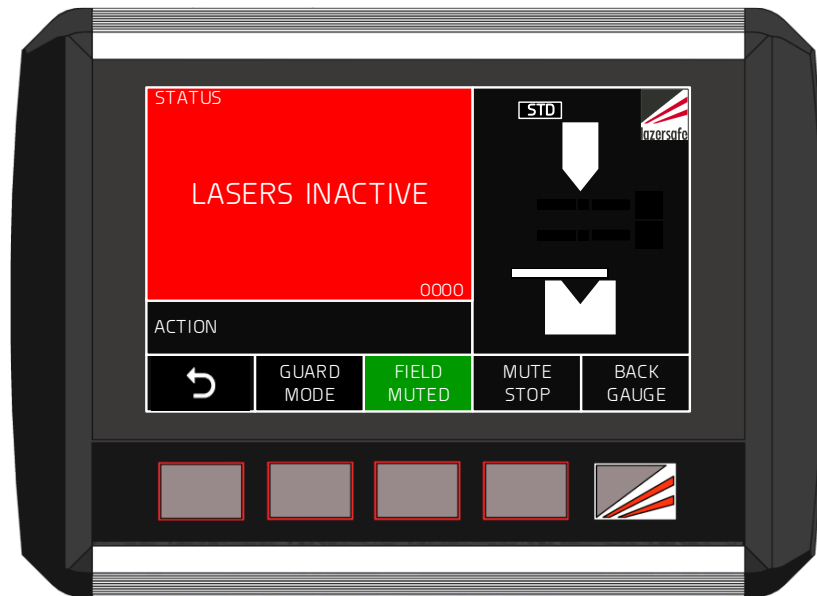 STATUS
LASERS INACTIVE
0000
ACTION
STD
lazersafe
GUARD
MODE
FIELD
MUTED
MUTE
STOP
BACK
GAUGE